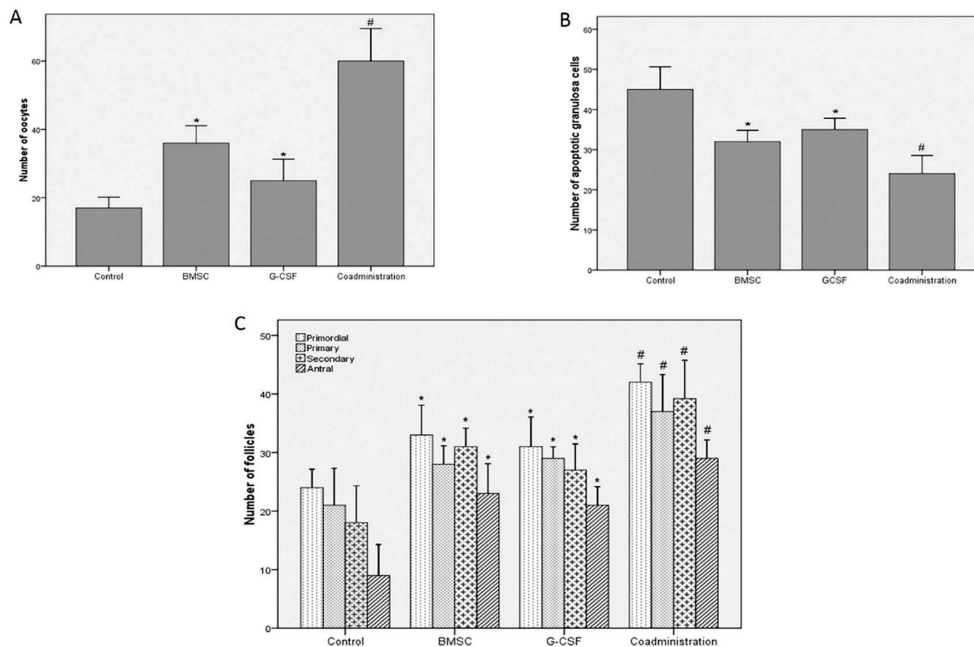 A
Number of oocytes
60
40
20
0
*
*
#
Control
BMSC
G-CSF
Coadministration
B
Number of apoptotic granulosa cells
60
50
40
30
20
10
0
*
*
#
Control
BMSC
GCSF
Coadministration
C
Number of follicles
50
40
30
20
10
0
Primordial
Primary
Secondary
Antral
* * * *
* * * *
# # # #
Control
BMSC
G-CSF
Coadministration